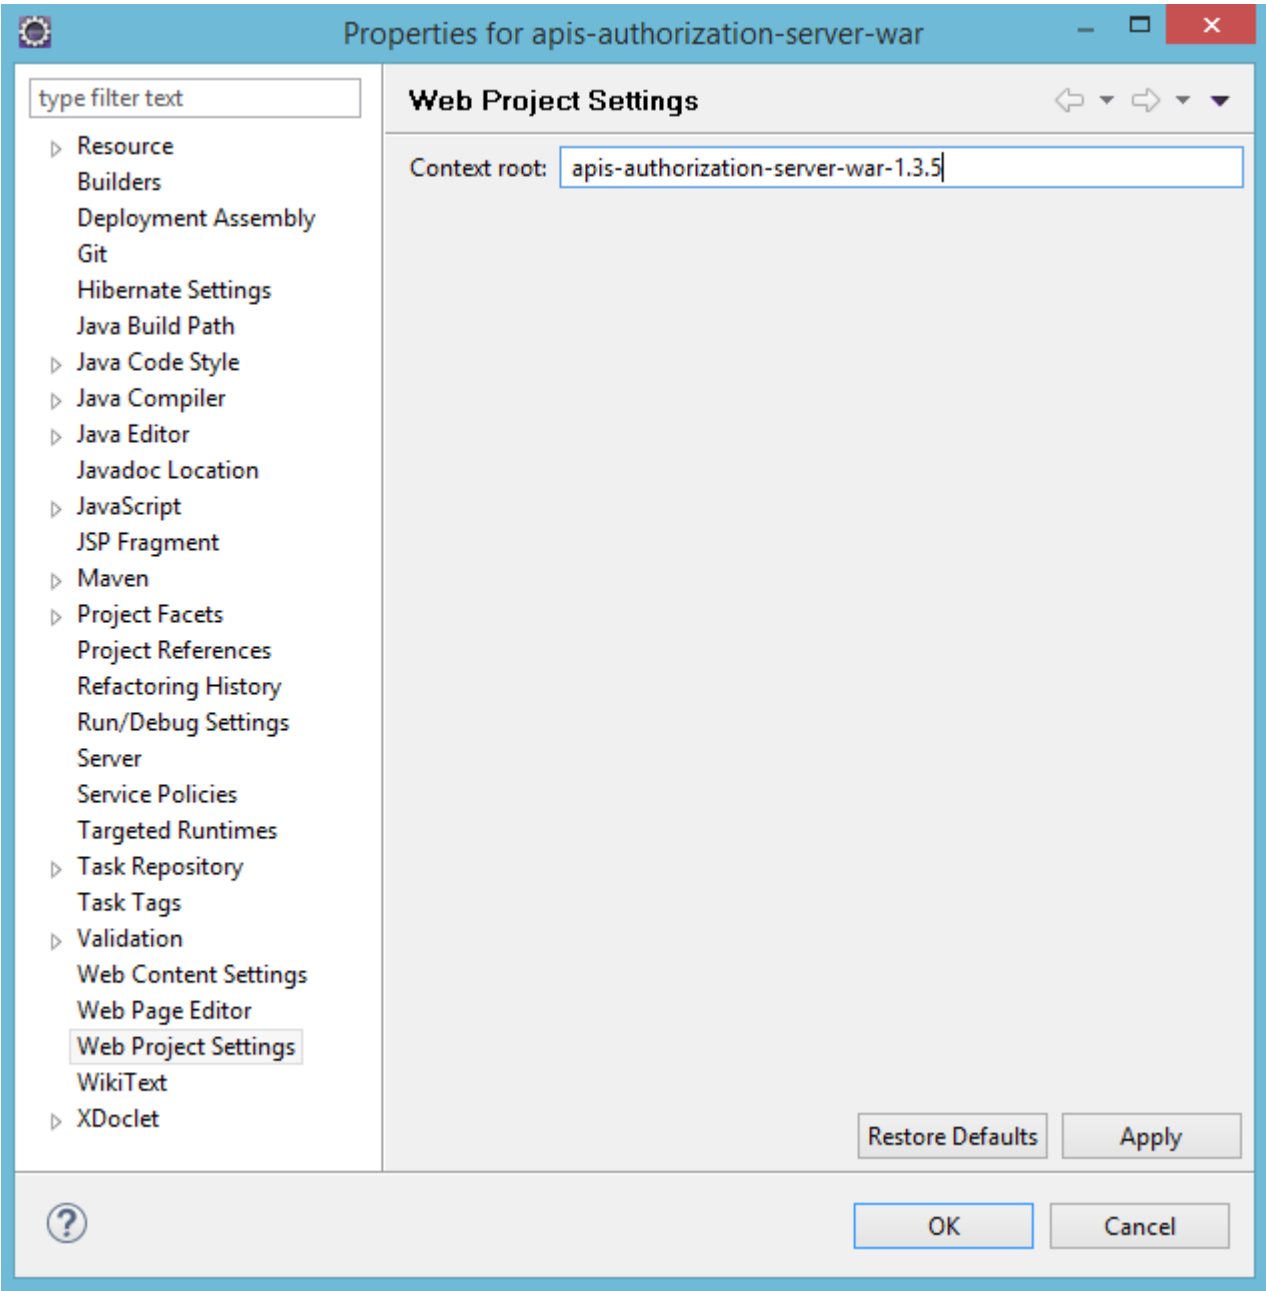 Properties for apis-authorization-server-war
type filter text
Resource
Builders
Deployment Assembly
Git
Hibernate Settings
Java Build Path
Java Code Style
Java Compiler
Java Editor
Javadoc Location
JavaScript
JSP Fragment
Maven
Project Facets
Project References
Refactoring History
Run/Debug Settings
Server
Service Policies
Targeted Runtimes
Task Repository
Task Tags
Validation
Web Content Settings
Web Page Editor
Web Project Settings
WikiText
XDoclet
Web Project Settings
Context root: apis-authorization-server-war-1.3.5
Restore Defaults Apply
? OK Cancel